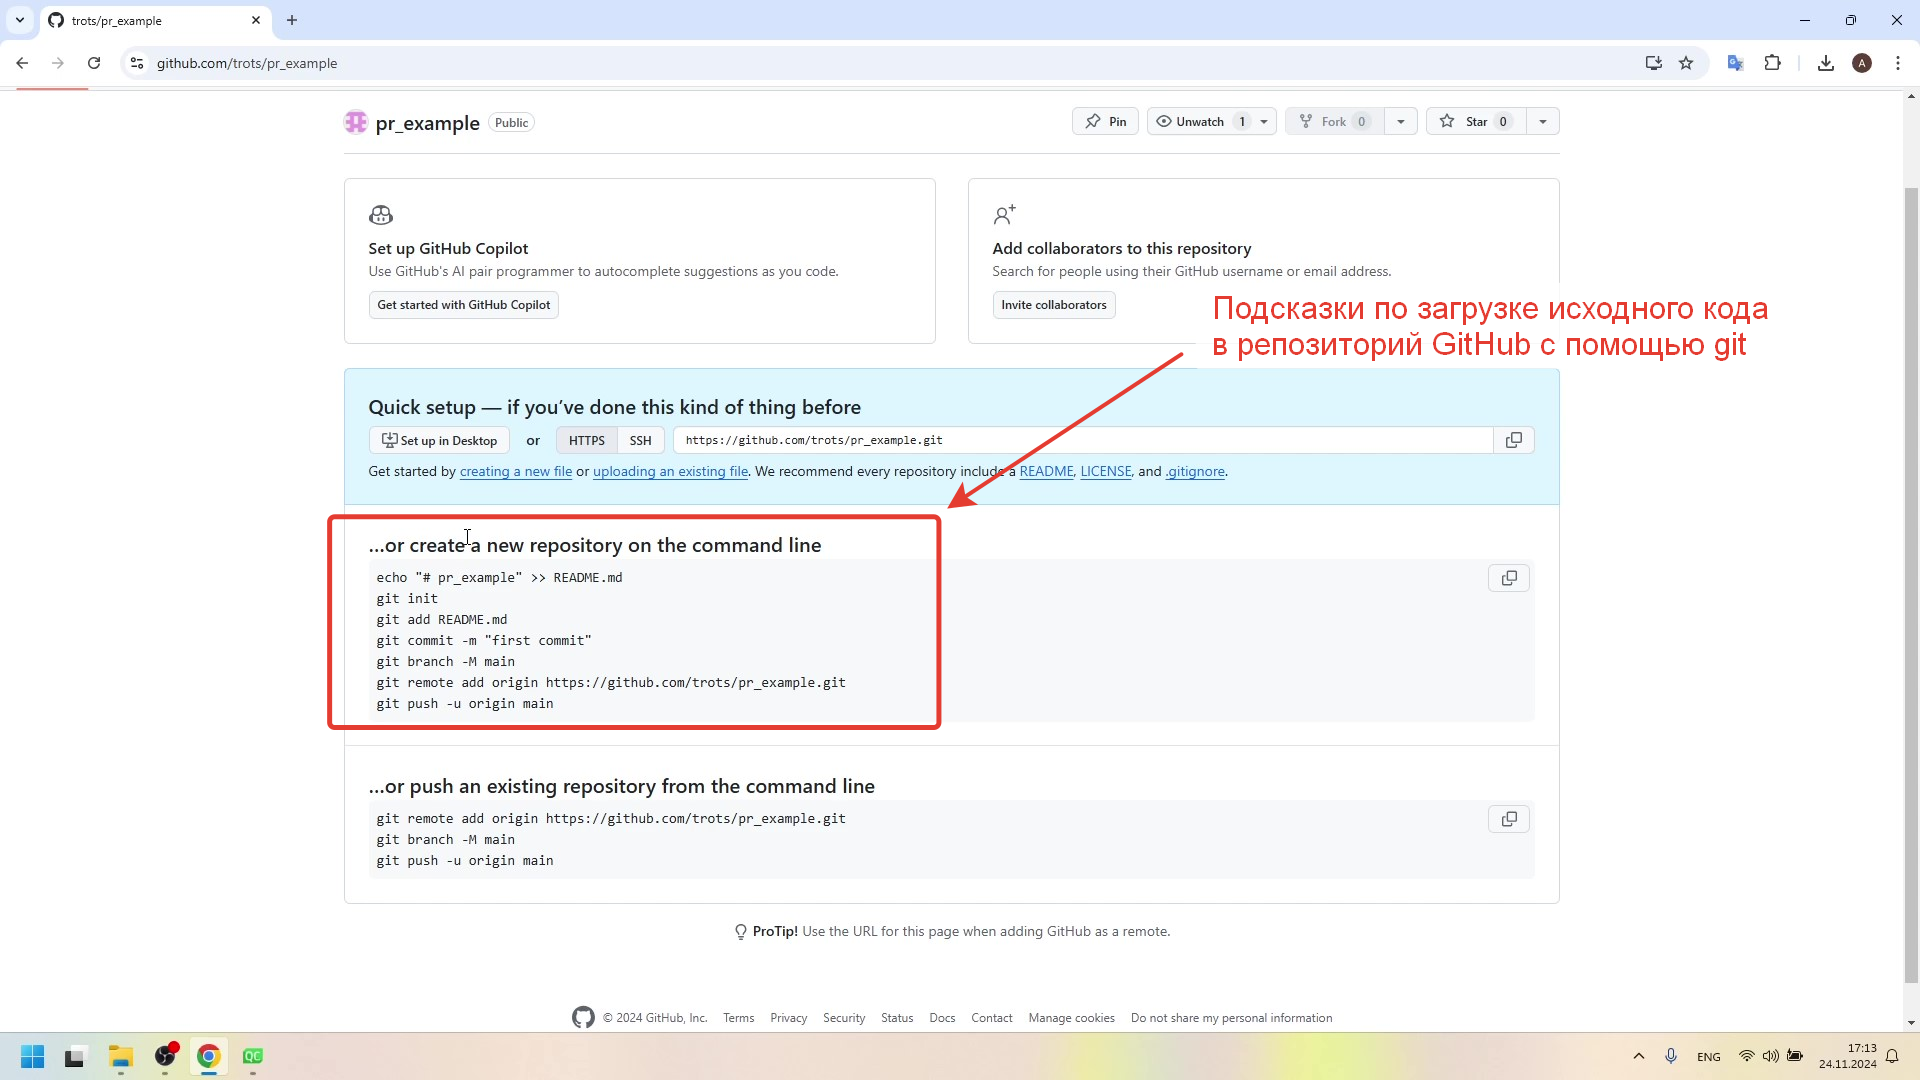 trots/pr_example
github.com/trots/pr_example
A
pr_example Public
Pin
Unwatch 1
Fork 0
Star 0
Set up GitHub Copilot
Use GitHub's AI pair programmer to autocomplete suggestions as you code.
Get started with GitHub Copilot
Add collaborators to this repository
Search for people using their GitHub username or email address.
Invite collaborators
Подсказки по загрузке исходного кода
в репозиторий GitHub с помощью git
Quick setup — if you've done this kind of thing before
Set up in Desktop or HTTPS SSH https://github.com/trots/pr_example.git
Get started by creating a new file or uploading an existing file. We recommend every repository include a README, LICENSE, and .gitignore.
…or create a new repository on the command line
echo "# pr_example" >> README.md
git init
git add README.md
git commit -m "first commit"
git branch -M main
git remote add origin https://github.com/trots/pr_example.git
git push -u origin main
…or push an existing repository from the command line
git remote add origin https://github.com/trots/pr_example.git
git branch -M main
git push -u origin main
ProTip! Use the URL for this page when adding GitHub as a remote.
© 2024 GitHub, Inc. Terms Privacy Security Status Docs Contact Manage cookies Do not share my personal information
QC
ENG
17:13
24.11.2024